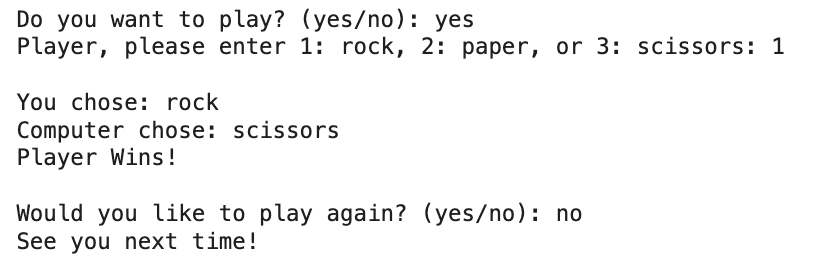 Do you want to play? (yes/no): yes
Player, please enter 1: rock, 2: paper, or 3: scissors: 1
You chose: rock
Computer chose: scissors
Player Wins!
Would you like to play again? (yes/no): no
See you next time!